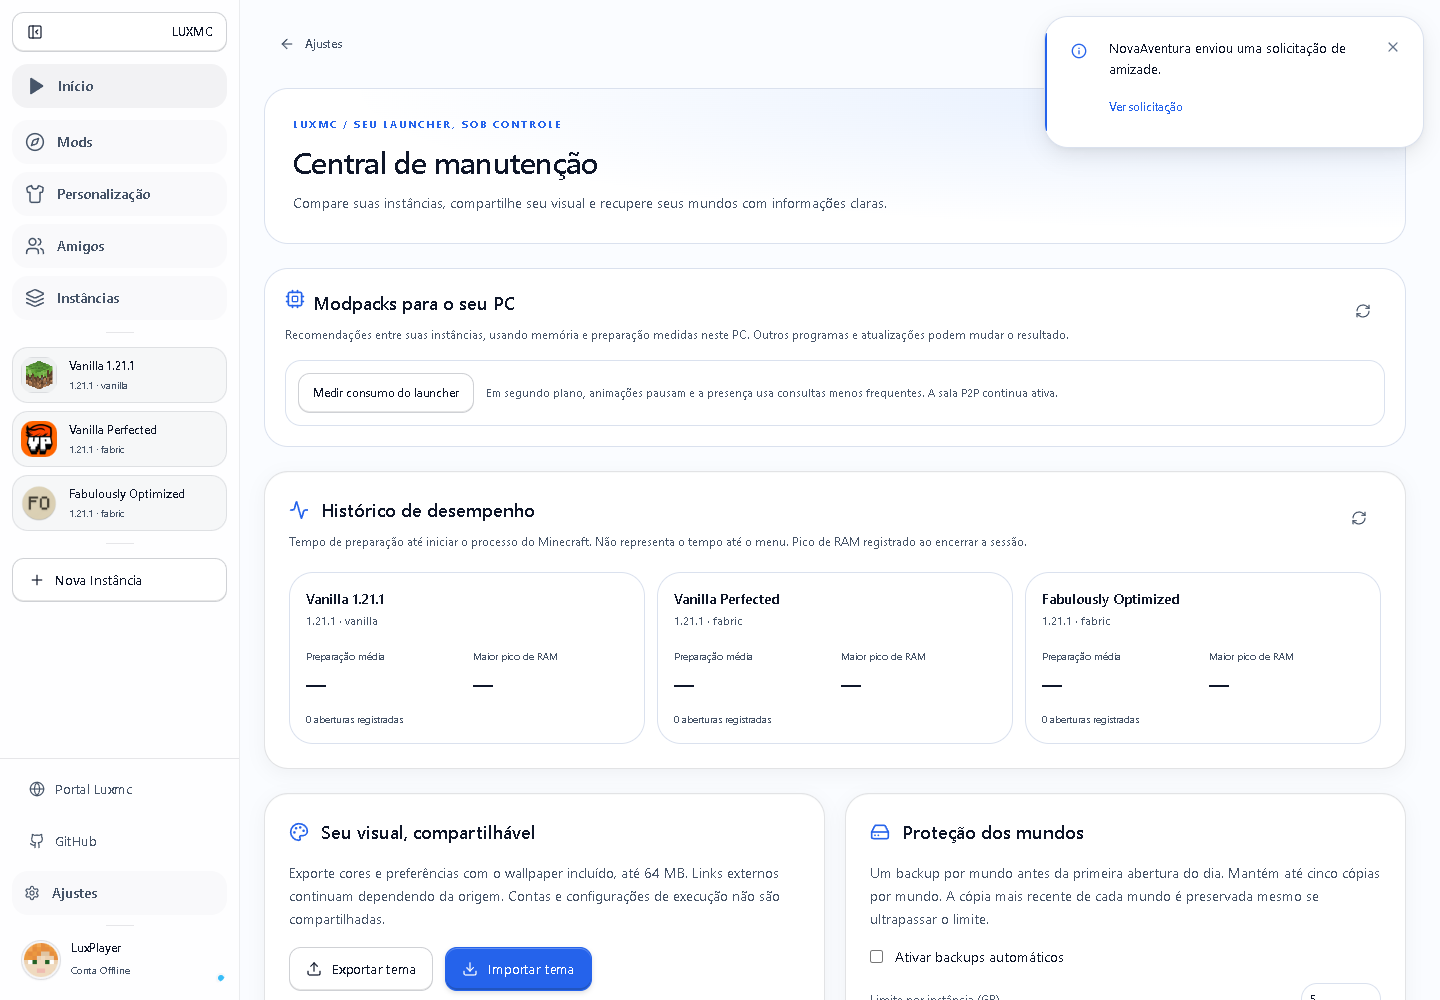 LUXMC
Início
Mods
Personalização
Amigos
Instâncias
Vanilla 1.21.1
1.21.1 · vanilla
Vanilla Perfected
1.21.1 · fabric
Fabulously Optimized
1.21.1 · fabric
Nova Instância
Portal Luxmc
GitHub
Ajustes
LuxPlayer
Conta Offline
Ajustes
NovaAventura enviou uma solicitação de
amizade.
Ver solicitação
LUXMC / SEU LAUNCHER, SOB CONTROLE
Central de manutenção
Compare suas instâncias, compartilhe seu visual e recupere seus mundos com informações claras.
Modpacks para o seu PC
Recomendações entre suas instâncias, usando memória e preparação medidas neste PC. Outros programas e atualizações podem mudar o resultado.
Medir consumo do launcher
Em segundo plano, animações pausam e a presença usa consultas menos frequentes. A sala P2P continua ativa.
Histórico de desempenho
Tempo de preparação até iniciar o processo do Minecraft. Não representa o tempo até o menu. Pico de RAM registrado ao encerrar a sessão.
Vanilla 1.21.1
1.21.1 · vanilla
Preparação média
Maior pico de RAM
—
—
0 aberturas registradas
Vanilla Perfected
1.21.1 · fabric
Preparação média
Maior pico de RAM
—
—
0 aberturas registradas
Fabulously Optimized
1.21.1 · fabric
Preparação média
Maior pico de RAM
—
—
0 aberturas registradas
Seu visual, compartilhável
Exporte cores e preferências com o wallpaper incluído, até 64 MB. Links externos
continuam dependendo da origem. Contas e configurações de execução não são
compartilhadas.
Exportar tema
Importar tema
Proteção dos mundos
Um backup por mundo antes da primeira abertura do dia. Mantém até cinco cópias
por mundo. A cópia mais recente de cada mundo é preservada mesmo se
ultrapassar o limite.
Ativar backups automáticos
Limite por instância (GB)
5